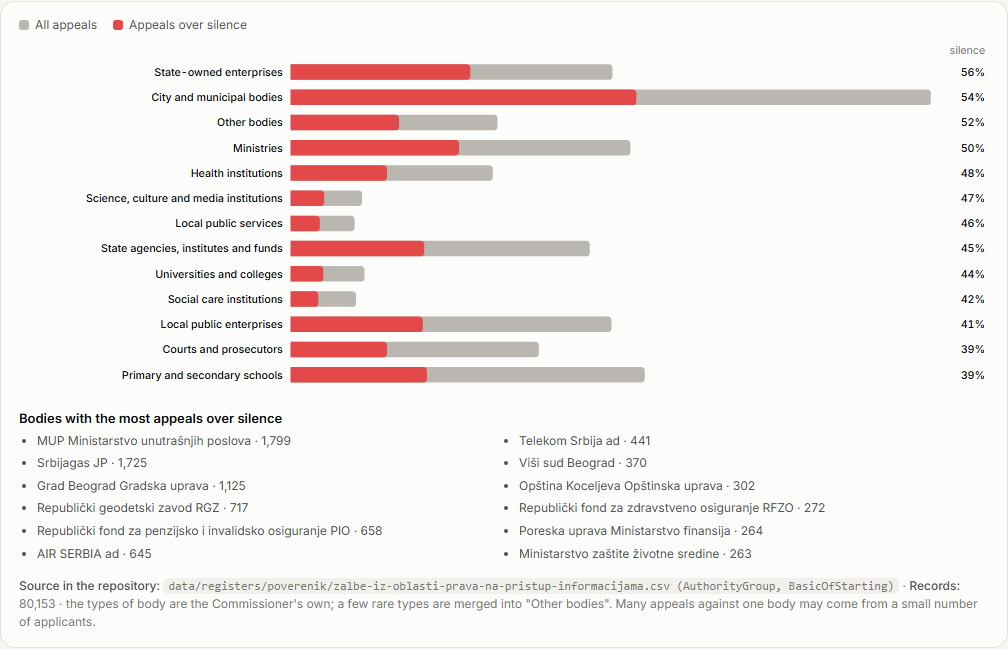 All appeals
Appeals over silence
silence
State-owned enterprises 56%
City and municipal bodies 54%
Other bodies 52%
Ministries 50%
Health institutions 48%
Science, culture and media institutions 47%
Local public services 46%
State agencies, institutes and funds 45%
Universities and colleges 44%
Social care institutions 42%
Local public enterprises 41%
Courts and prosecutors 39%
Primary and secondary schools 39%
Bodies with the most appeals over silence
• MUP Ministarstvo unutrašnjih poslova · 1,799
• Srbijagas JP · 1,725
• Grad Beograd Gradska uprava · 1,125
• Republički geodetski zavod RGZ · 717
• Republički fond za penzijsko i invalidsko osiguranje PIO · 658
• AIR SERBIA ad · 645
• Telekom Srbija ad · 441
• Viši sud Beograd · 370
• Opština Koceljeva Opštinska uprava · 302
• Republički fond za zdravstveno osiguranje RFZO · 272
• Poreska uprava Ministarstvo finansija · 264
• Ministarstvo zaštite životne sredine · 263
Source in the repository: data/registers/poverenik/zalbe-iz-oblasti-prava-na-pristup-informacijama.csv (AuthorityGroup, BasicOfStarting) · Records:
80,153 · the types of body are the Commissioner's own; a few rare types are merged into "Other bodies". Many appeals against one body may come from a small number
of applicants.